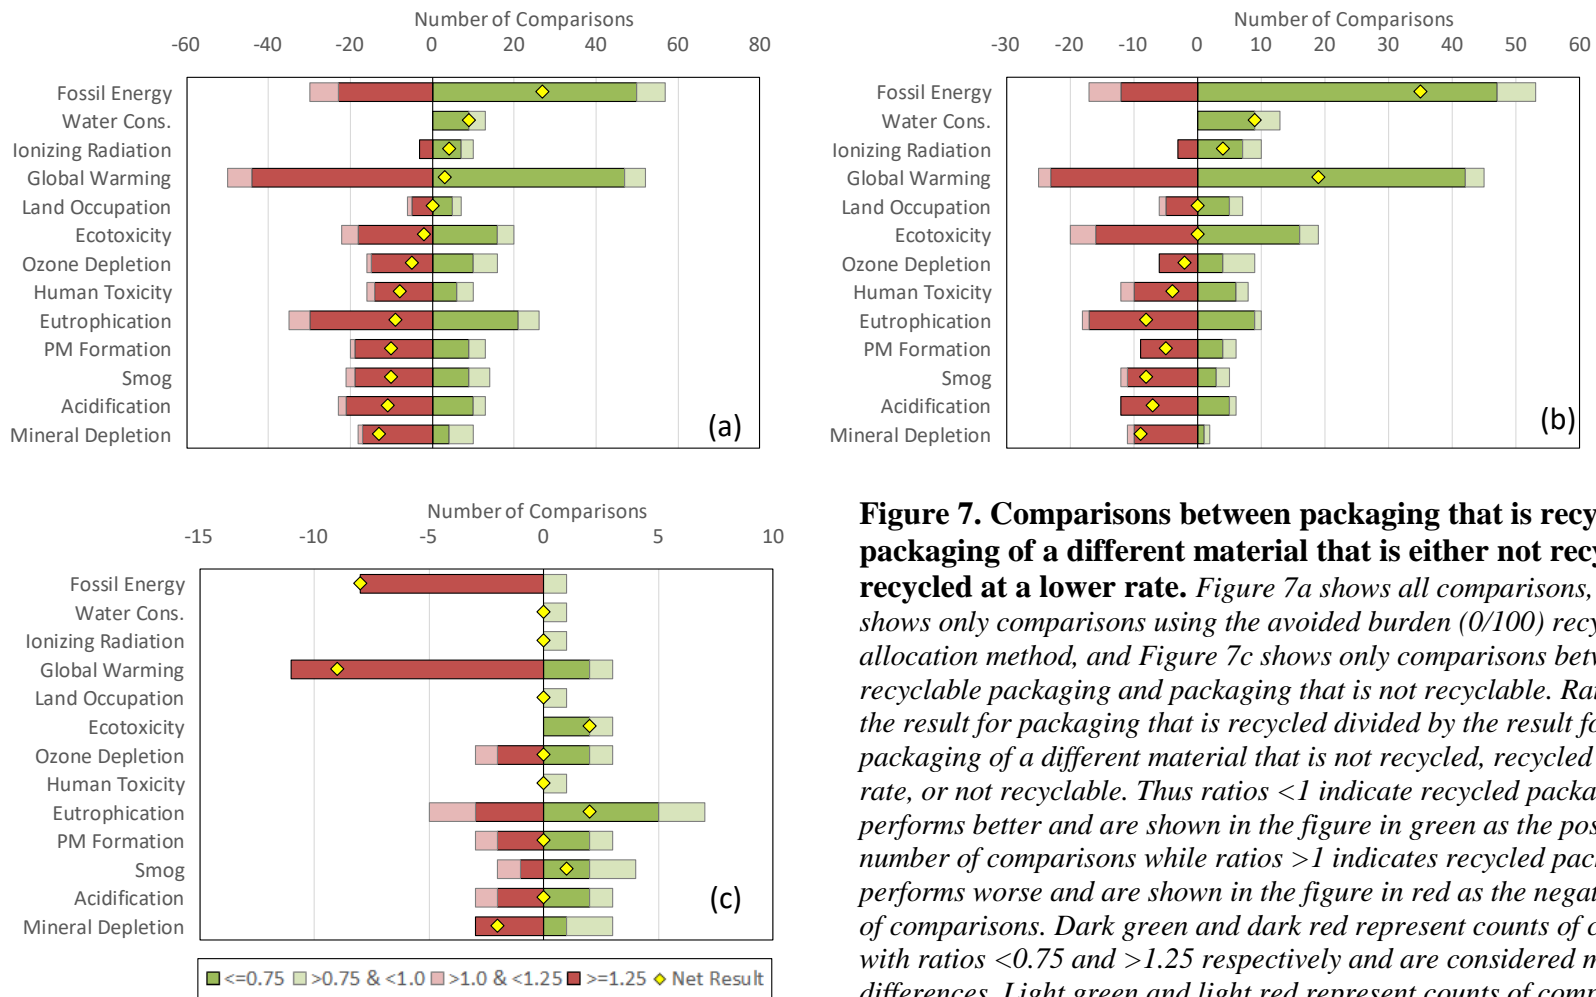 Number of Comparisons
-60 -40 -20 0 20 40 60 80
Fossil Energy
Water Cons.
Ionizing Radiation
Global Warming
Land Occupation
Ecotoxicity
Ozone Depletion
Human Toxicity
Eutrophication
PM Formation
Smog
Acidification
Mineral Depletion
(a)
Number of Comparisons
-30 -20 -10 0 10 20 30 40 50 60
Fossil Energy
Water Cons.
Ionizing Radiation
Global Warming
Land Occupation
Ecotoxicity
Ozone Depletion
Human Toxicity
Eutrophication
PM Formation
Smog
Acidification
Mineral Depletion
(b)
Number of Comparisons
-15 -10 -5 0 5 10
Fossil Energy
Water Cons.
Ionizing Radiation
Global Warming
Land Occupation
Ecotoxicity
Ozone Depletion
Human Toxicity
Eutrophication
PM Formation
Smog
Acidification
Mineral Depletion
(c)
<=0.75 >0.75 & <1.0 >1.0 & <1.25 >=1.25 Net Result
Figure 7. Comparisons between packaging that is recy
packaging of a different material that is either not recy
recycled at a lower rate. Figure 7a shows all comparisons,
shows only comparisons using the avoided burden (0/100) recy
allocation method, and Figure 7c shows only comparisons betw
recyclable packaging and packaging that is not recyclable. Ra
the result for packaging that is recycled divided by the result fo
packaging of a different material that is not recycled, recycled
rate, or not recyclable. Thus ratios <1 indicate recycled packa
performs better and are shown in the figure in green as the pos
number of comparisons while ratios >1 indicates recycled pac
performs worse and are shown in the figure in red as the negat
of comparisons. Dark green and dark red represent counts of c
with ratios <0.75 and >1.25 respectively and are considered m
differences. Light green and light red represent counts of comp